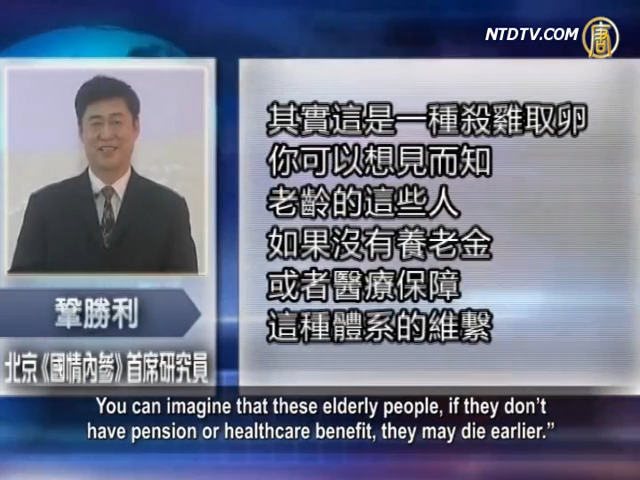 NTDTV.COM
唐
其實這是一種殺雞取卵
你可以想見而知
老齡的這些人
如果沒有養老金
或者醫療保障
這種體系的維繫
鞏勝利
北京《國情內參》首席研究員
You can imagine that these elderly people, if they don't
have pension or healthcare benefit, they may die earlier.”